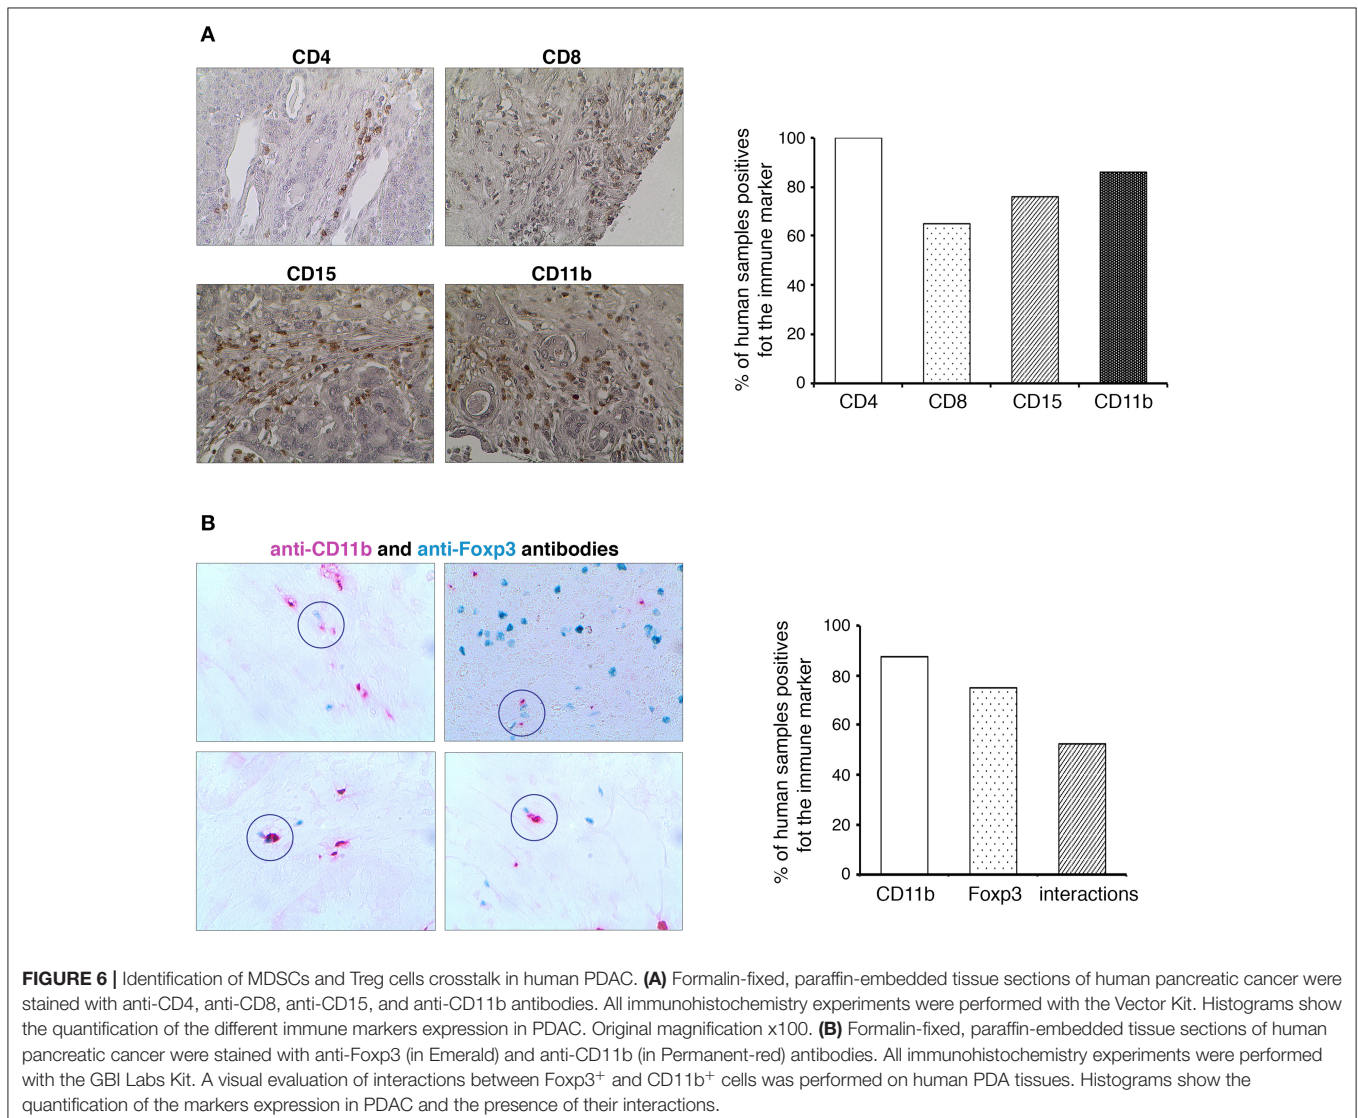 A
CD4
CD8
CD15
CD11b
% of human samples positives
fot the immune marker
100
80
60
40
20
0
CD4
CD8
CD15
CD11b
B
anti-CD11b and anti-Foxp3 antibodies
% of human samples positives
fot the immune marker
100
80
60
40
20
0
CD11b
Foxp3
interactions
FIGURE 6 | Identification of MDSCs and Treg cells crosstalk in human PDAC. (A) Formalin-fixed, paraffin-embedded tissue sections of human pancreatic cancer were
stained with anti-CD4, anti-CD8, anti-CD15, and anti-CD11b antibodies. All immunohistochemistry experiments were performed with the Vector Kit. Histograms show
the quantification of the different immune markers expression in PDAC. Original magnification x100. (B) Formalin-fixed, paraffin-embedded tissue sections of human
pancreatic cancer were stained with anti-Foxp3 (in Emerald) and anti-CD11b (in Permanent-red) antibodies. All immunohistochemistry experiments were performed
with the GBI Labs Kit. A visual evaluation of interactions between Foxp3⁺ and CD11b⁺ cells was performed on human PDA tissues. Histograms show the
quantification of the markers expression in PDAC and the presence of their interactions.